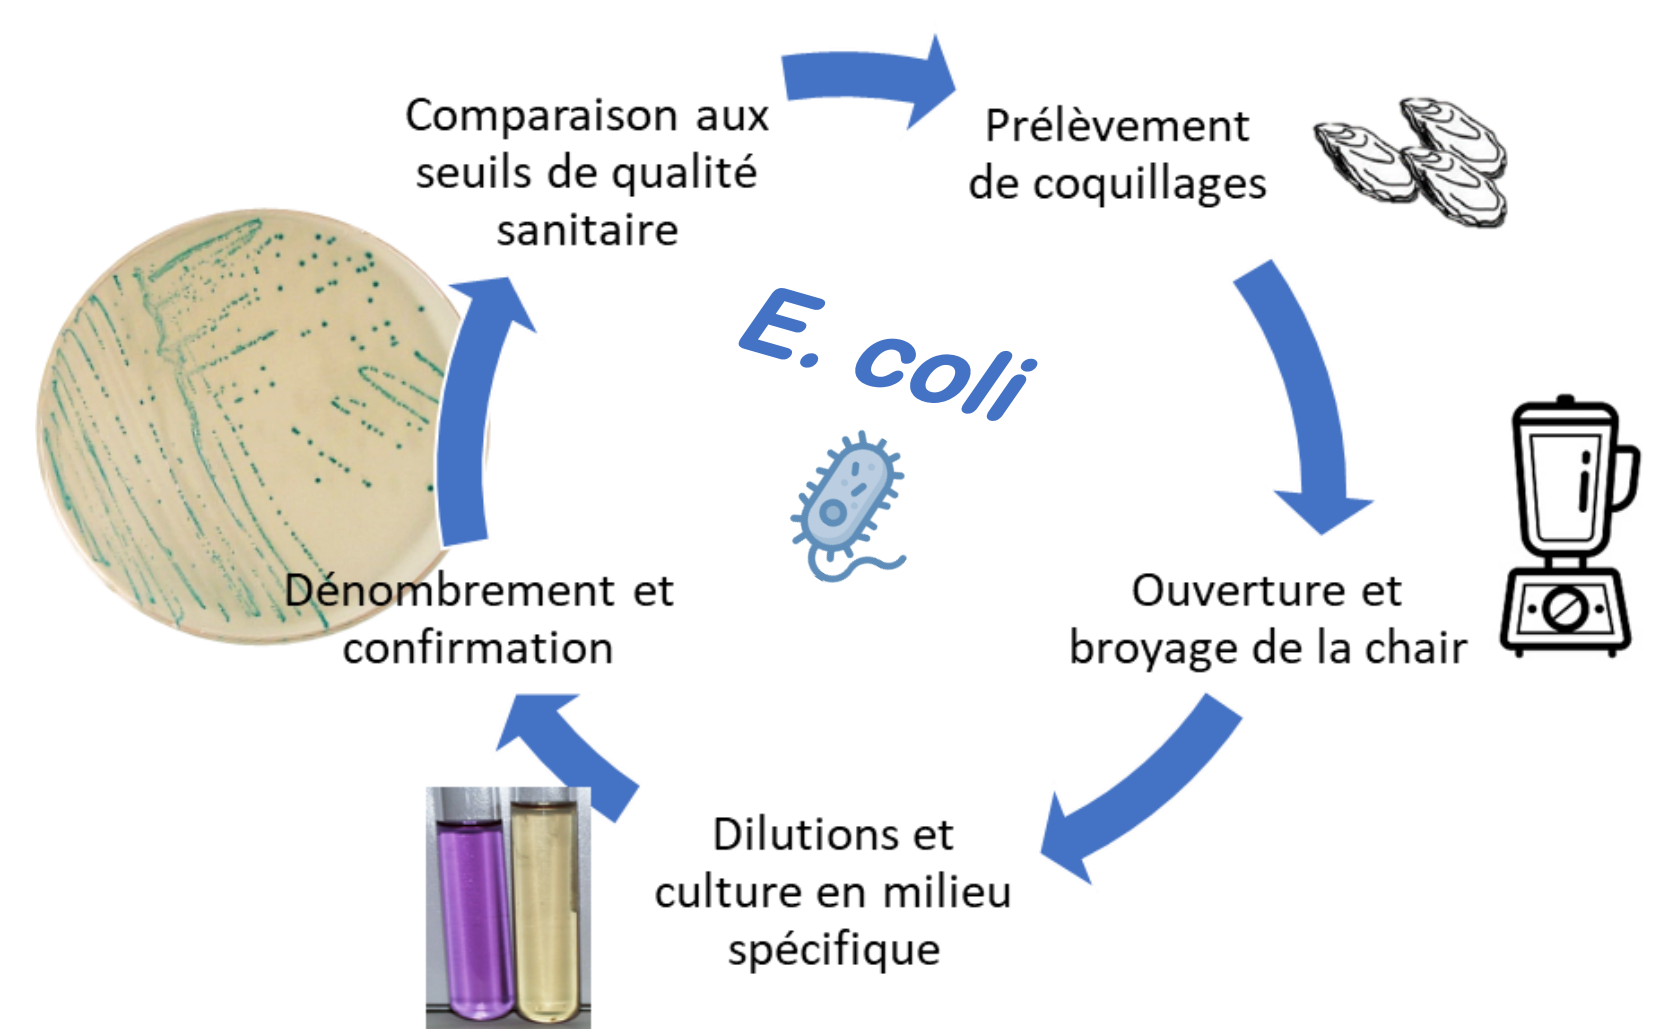 Comparaison aux
seuils de qualité
sanitaire
Prélèvement
de coquillages
E. coli
Ouverture et
broyage de la chair
Dilutions et
culture en milieu
spécifique
Dénombrement et
confirmation